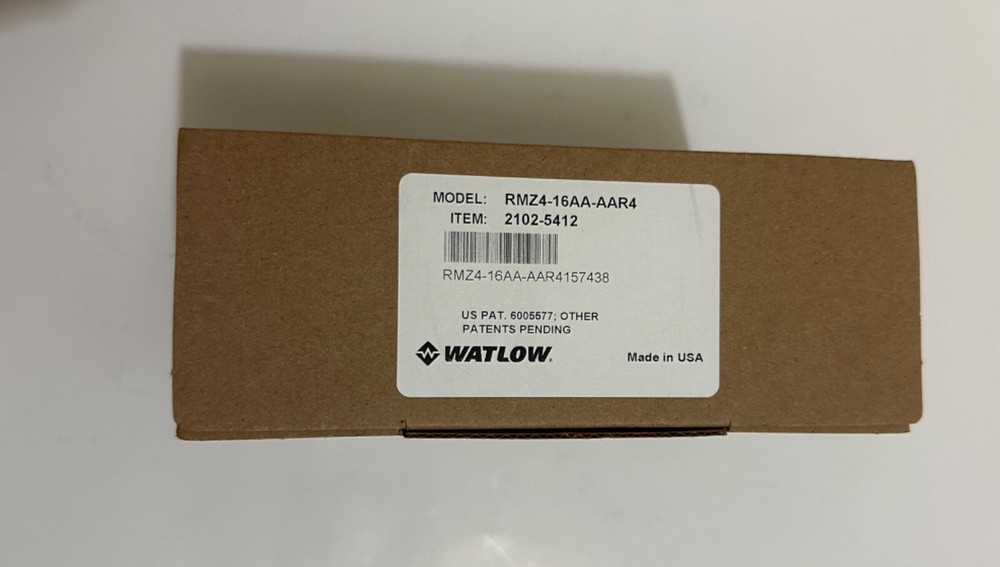 MODEL: RMZ4-16AA-AAR4
ITEM: 2102-5412
RMZ4-16AA-AAR4157438
US PAT. 6005577; OTHER
PATENTS PENDING
WATLOW.
Made in USA